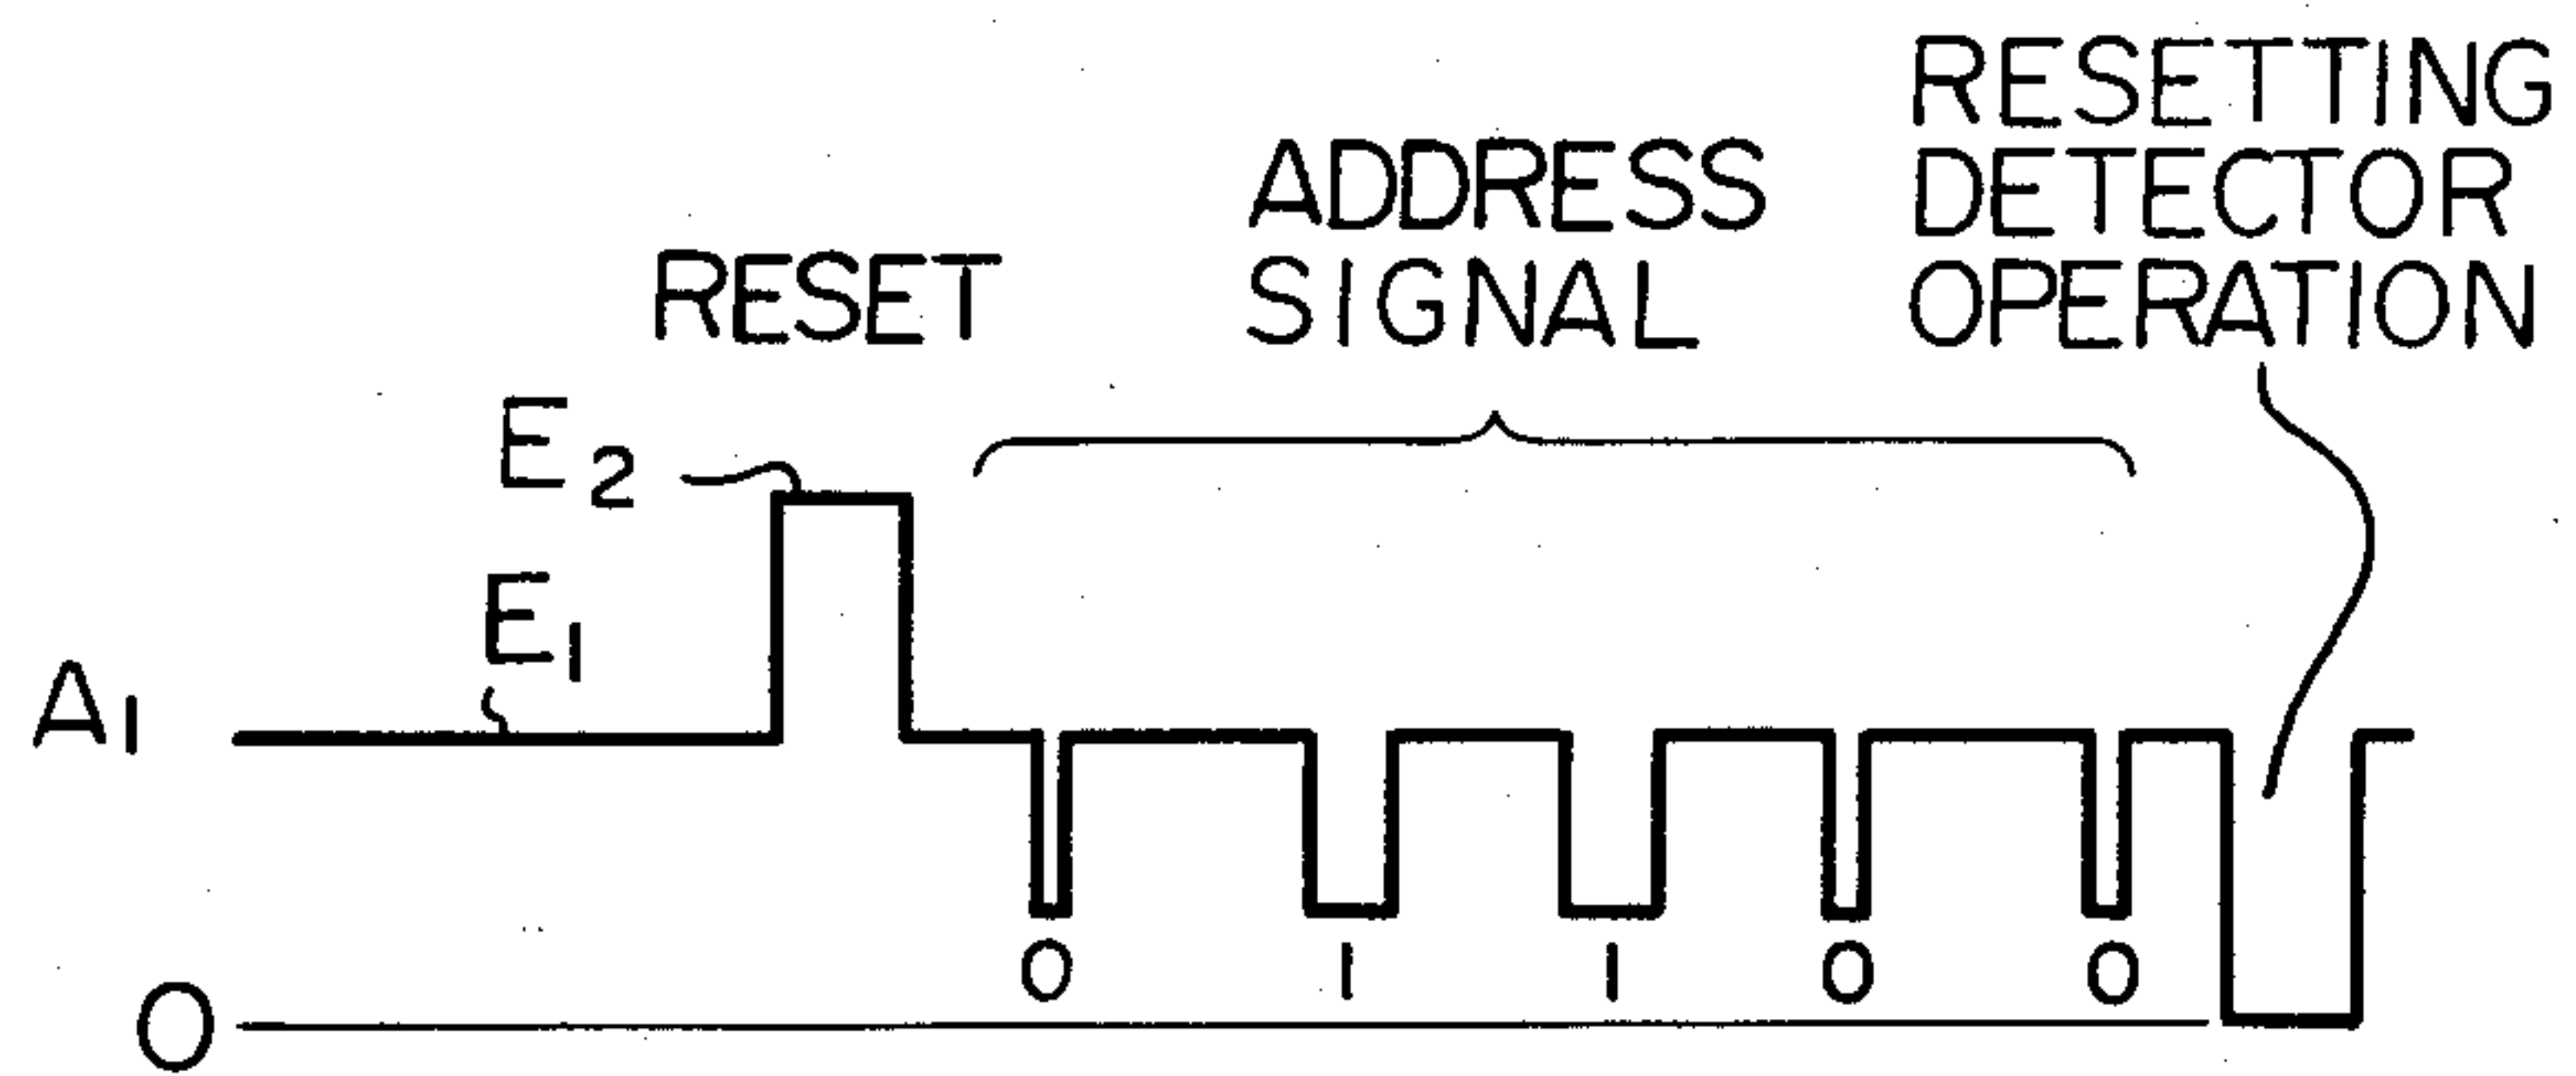 RESETTING
DETECTOR
OPERATION
ADDRESS
SIGNAL
RESET
E2
E1
A1
0 1 1 0 0
0